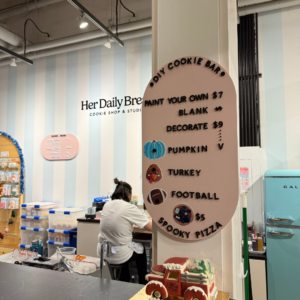 Her Daily Bre
COOKIE SHOP & STUDI
DIY COOKIE BAR
PAINT YOUR OWN $7
BLANK
DECORATE $9
PUMPKIN V
TURKEY
FOOTBALL
$5
SPOOKY PIZZA